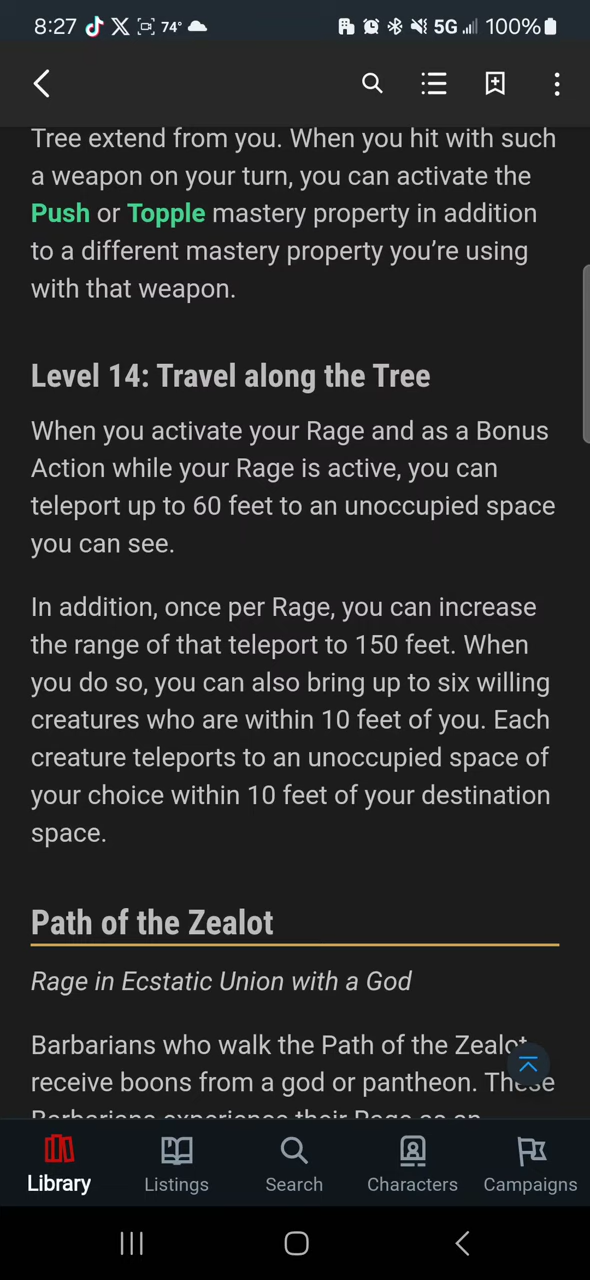 8:27 74° 5G 100%
Tree extend from you. When you hit with such
a weapon on your turn, you can activate the
Push or Topple mastery property in addition
to a different mastery property you’re using
with that weapon.
Level 14: Travel along the Tree
When you activate your Rage and as a Bonus
Action while your Rage is active, you can
teleport up to 60 feet to an unoccupied space
you can see.
In addition, once per Rage, you can increase
the range of that teleport to 150 feet. When
you do so, you can also bring up to six willing
creatures who are within 10 feet of you. Each
creature teleports to an unoccupied space of
your choice within 10 feet of your destination
space.
Path of the Zealot
Rage in Ecstatic Union with a God
Barbarians who walk the Path of the Zealot
receive boons from a god or pantheon. These
Barbarians experience their Rage as an
Library Listings Search Characters Campaigns